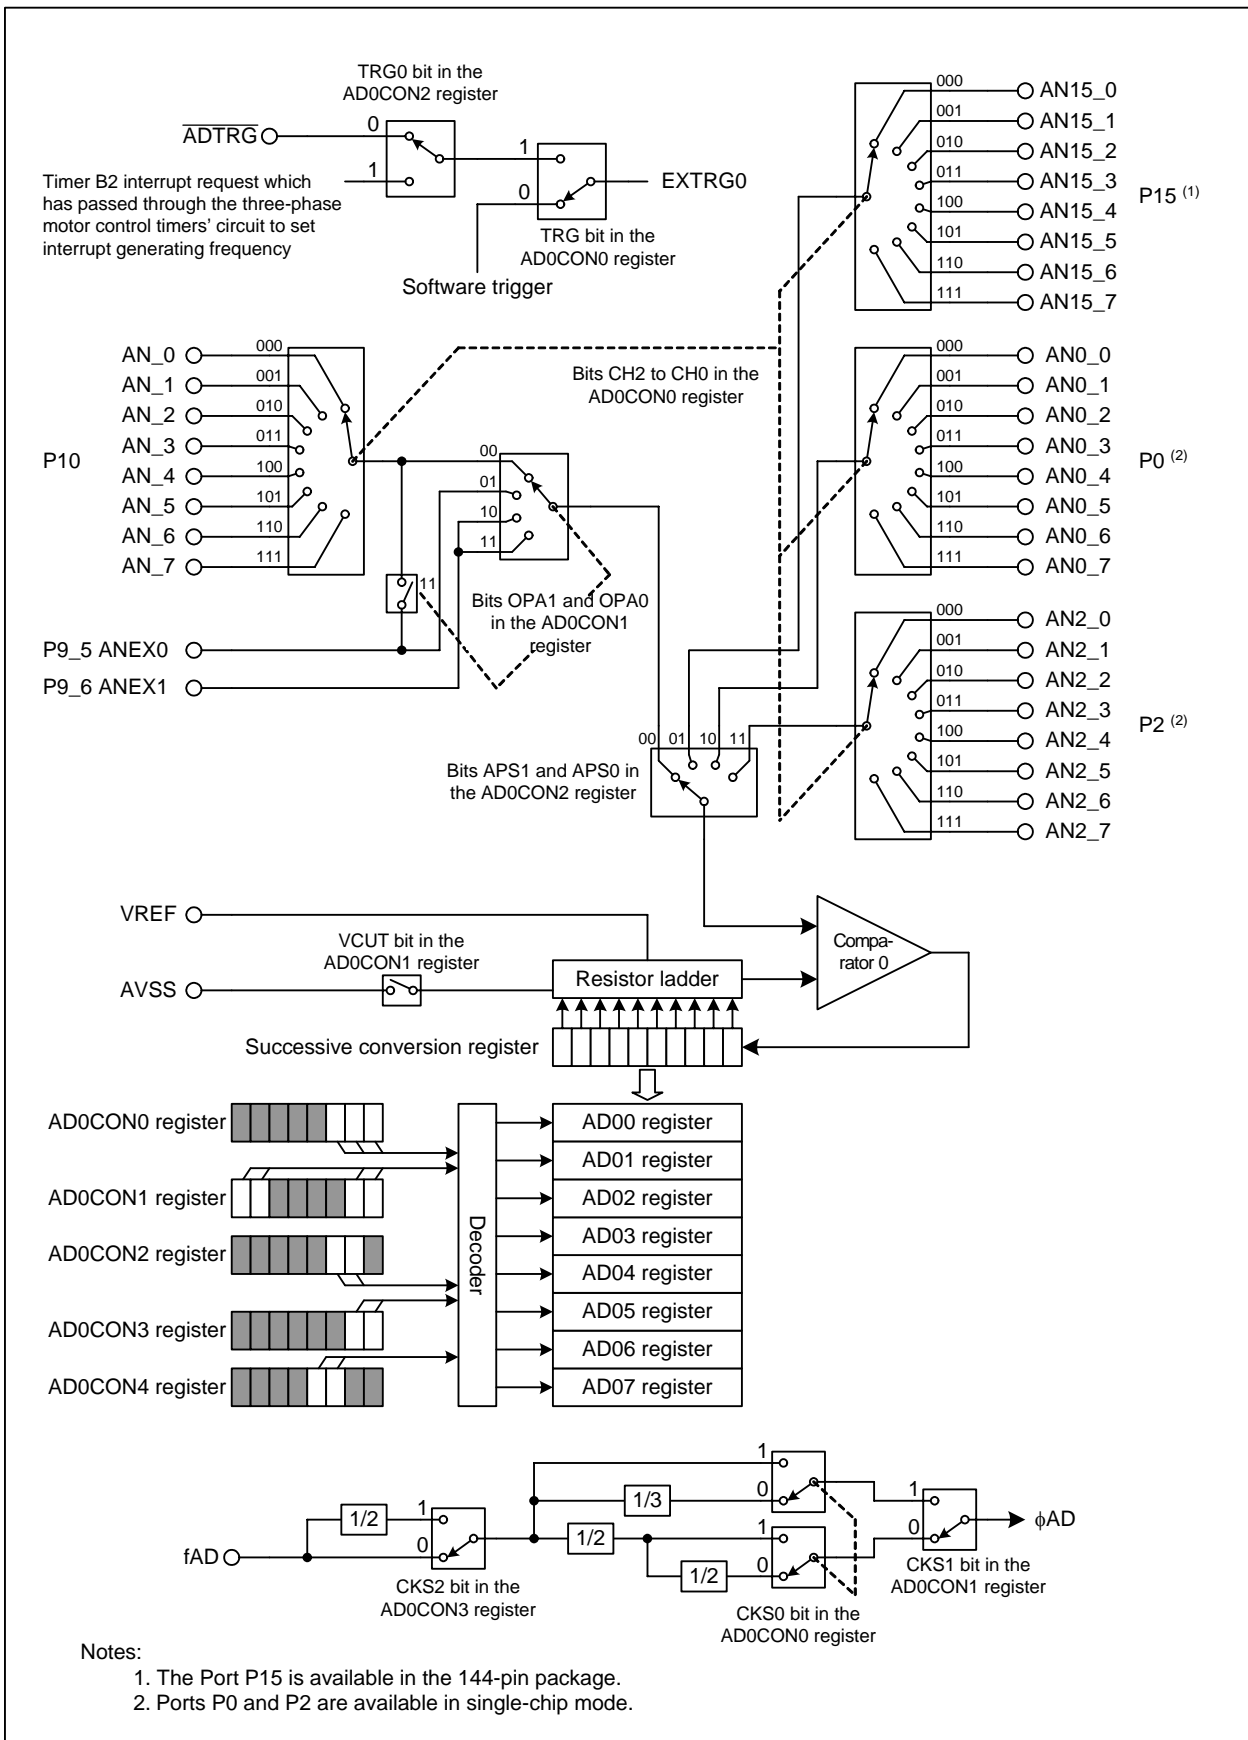 TRG0 bit in the
AD0CON2 register
ADTRG
0
1
Timer B2 interrupt request which
has passed through the three-phase
motor control timers' circuit to set
interrupt generating frequency
1
0
EXTRG0
TRG bit in the
AD0CON0 register
Software trigger
000
AN15_0
001
AN15_1
010
AN15_2
011
AN15_3
100
AN15_4
101
AN15_5
110
AN15_6
111
AN15_7
P15 (1)
P10
AN_0
000
AN_1
001
AN_2
010
AN_3
011
AN_4
100
AN_5
101
AN_6
110
AN_7
111
Bits CH2 to CH0 in the
AD0CON0 register
00
01
10
11
11
Bits OPA1 and OPA0
in the AD0CON1
register
P9_5 ANEX0
P9_6 ANEX1
000
AN0_0
001
AN0_1
010
AN0_2
011
AN0_3
100
AN0_4
101
AN0_5
110
AN0_6
111
AN0_7
P0 (2)
000
AN2_0
001
AN2_1
010
AN2_2
011
AN2_3
100
AN2_4
101
AN2_5
110
AN2_6
111
AN2_7
P2 (2)
00 01 10 11
Bits APS1 and APS0 in
the AD0CON2 register
VREF
VCUT bit in the
AD0CON1 register
AVSS
Resistor ladder
Compa-
rator 0
Successive conversion register
AD0CON0 register
AD0CON1 register
AD0CON2 register
AD0CON3 register
AD0CON4 register
Decoder
AD00 register
AD01 register
AD02 register
AD03 register
AD04 register
AD05 register
AD06 register
AD07 register
fAD
1/2
1
0
CKS2 bit in the
AD0CON3 register
1/3
1/2
1/2
1
0
1
0
CKS0 bit in the
AD0CON0 register
1
0
CKS1 bit in the
AD0CON1 register
ϕAD
Notes:
1. The Port P15 is available in the 144-pin package.
2. Ports P0 and P2 are available in single-chip mode.